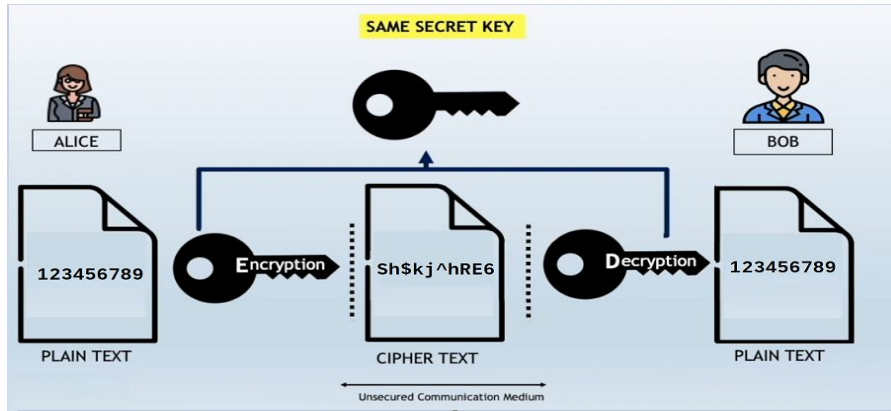 SAME SECRET KEY
ALICE
BOB
123456789
Encryption
Sh$kj^hRE6
Decryption
123456789
PLAIN TEXT
CIPHER TEXT
PLAIN TEXT
Unsecured Communication Medium